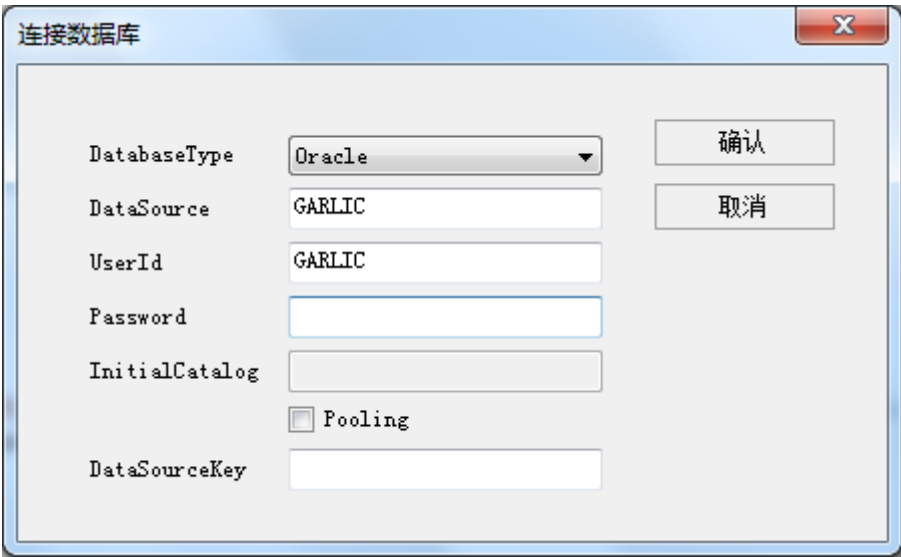 连接数据库
DatabaseType Oracle 确认
DataSource GARLIC 取消
UserId GARLIC
Password
InitialCatalog
Pooling
DataSourceKey